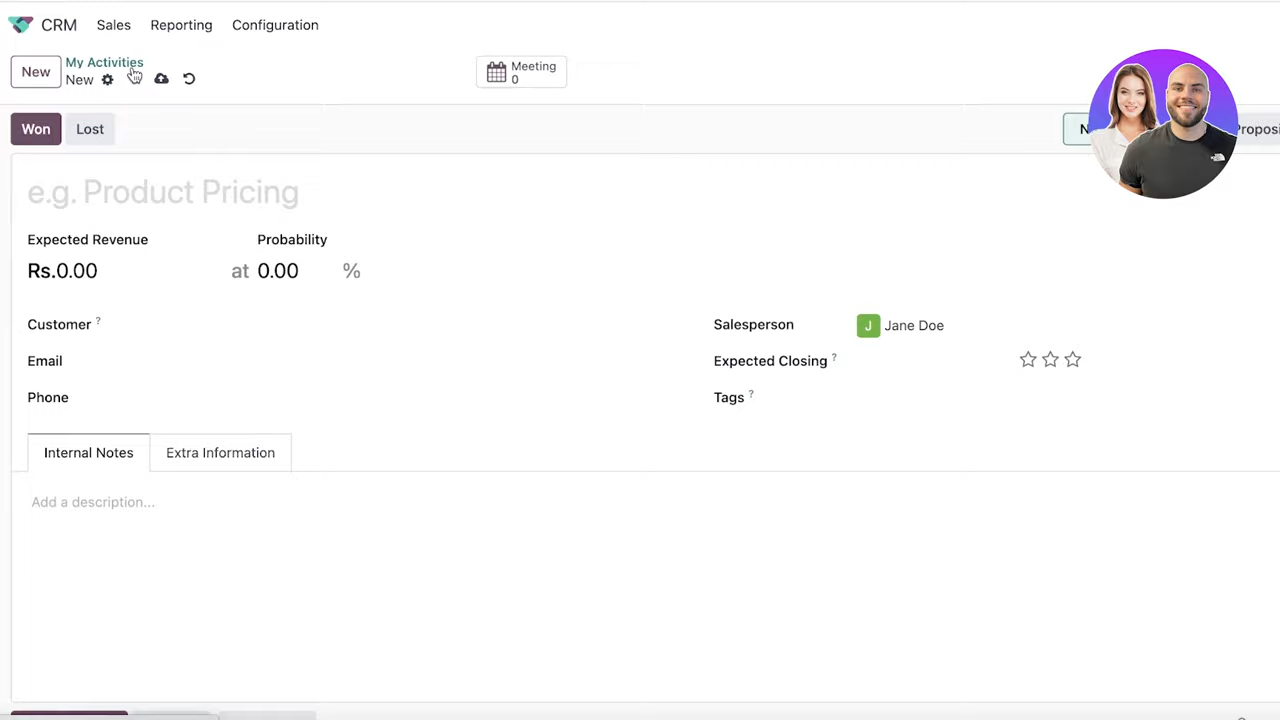 CRM Sales Reporting Configuration
New
My Activities
New
Meeting
0
Won Lost
e.g. Product Pricing
Expected Revenue Probability
Rs.0.00 at 0.00 %
Customer ?
Salesperson J Jane Doe
Email
Expected Closing ?
Phone
Tags ?
Internal Notes Extra Information
Add a description...